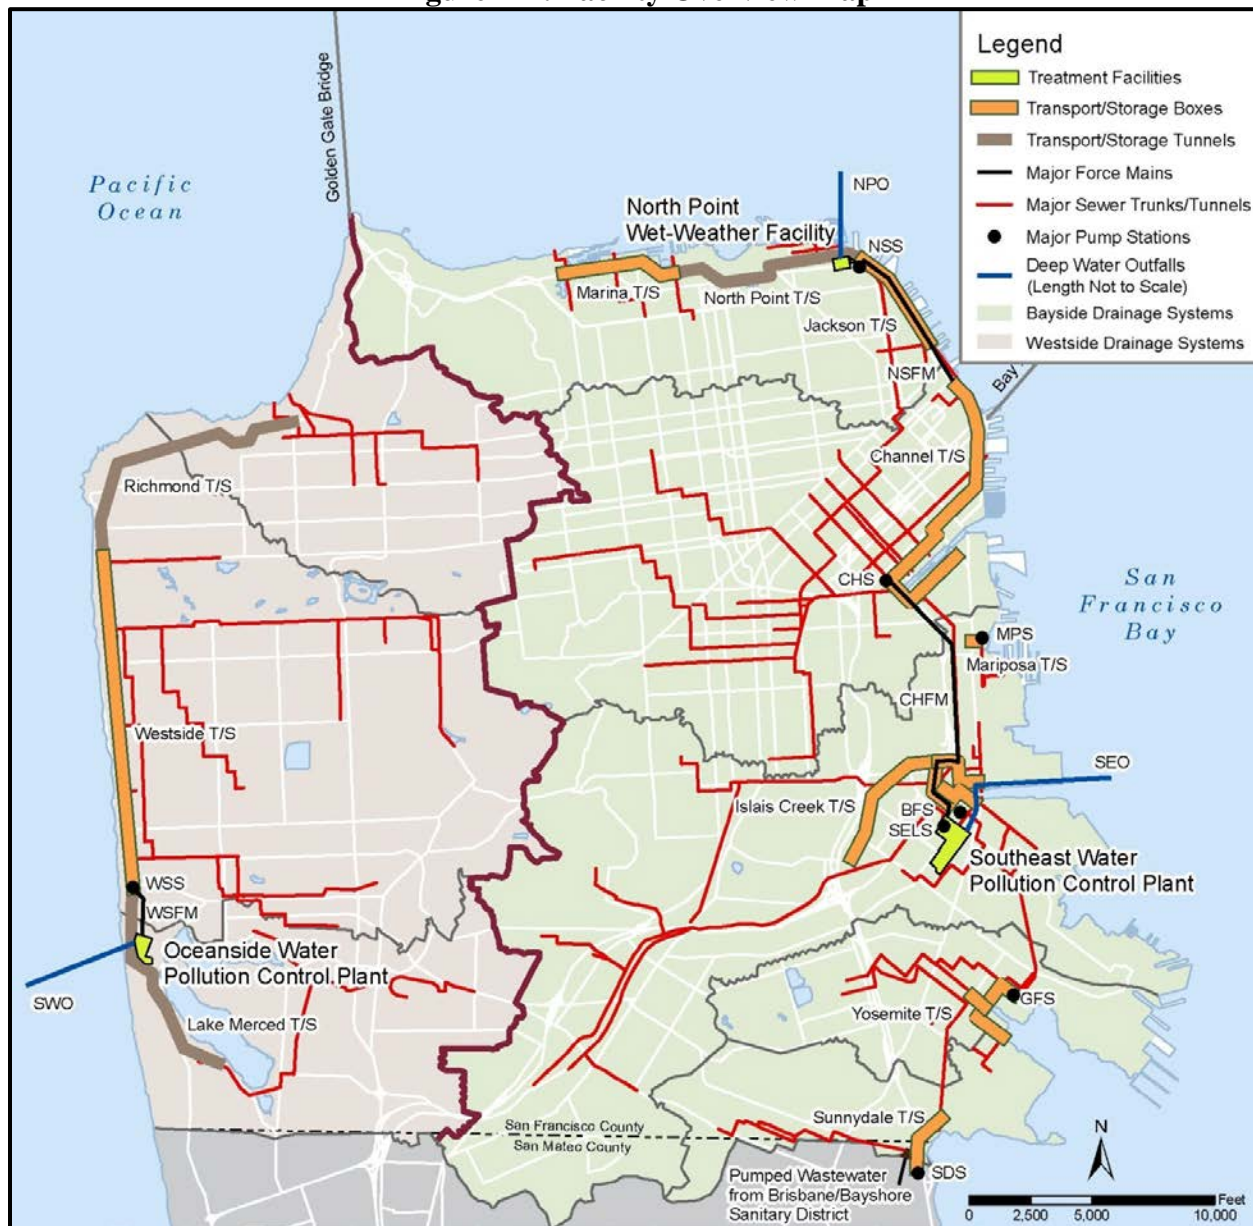 Legend
Treatment Facilities
Transport/Storage Boxes
Transport/Storage Tunnels
Major Force Mains
Major Sewer Trunks/Tunnels
Major Pump Stations
Deep Water Outfalls
(Length Not to Scale)
Bayside Drainage Systems
Westside Drainage Systems
Golden Gate Bridge
Pacific
Ocean
NPO
North Point
Wet-Weather Facility
NSS
Marina T/S
North Point T/S
Jackson T/S
NSFM
Bay
Channel T/S
Richmond T/S
CHS
San
Francisco
Bay
MPS
Mariposa T/S
CHFM
Westside T/S
SEO
Islais Creek T/S
BFS
SELS
Southeast Water
Pollution Control Plant
WSS
WSFM
Oceanside Water
Pollution Control Plant
SWO
Lake Merced T/S
GFS
Yosemite T/S
Sunnydale T/S
San Francisco County
San Mateo County
SDS
Pumped Wastewater
from Brisbane/Bayshore
Sanitary District
N
Feet
0 2,500 5,000 10,000